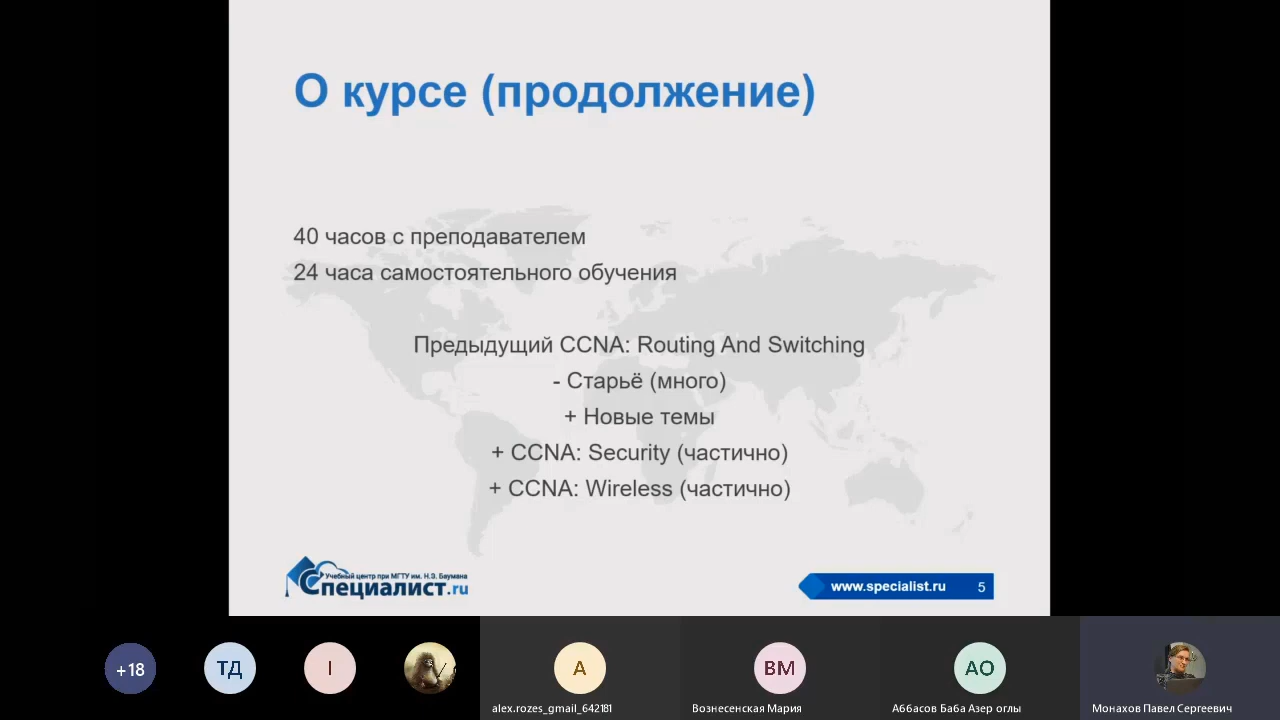 О курсе (продолжение)
40 часов с преподавателем
24 часа самостоятельного обучения
Предыдущий CCNA: Routing And Switching
- Старьё (много)
+ Новые темы
+ CCNA: Security (частично)
+ CCNA: Wireless (частично)
Учебный центр при МГТУ им. Н.Э. Баумана
Специалист.ru
www.specialist.ru 5
+18
ТД
I
A
ВМ
АО
alex.rozes_gmail_642181
Вознесенская Мария
Аббасов Баба Азер оглы
Монахов Павел Сергеевич